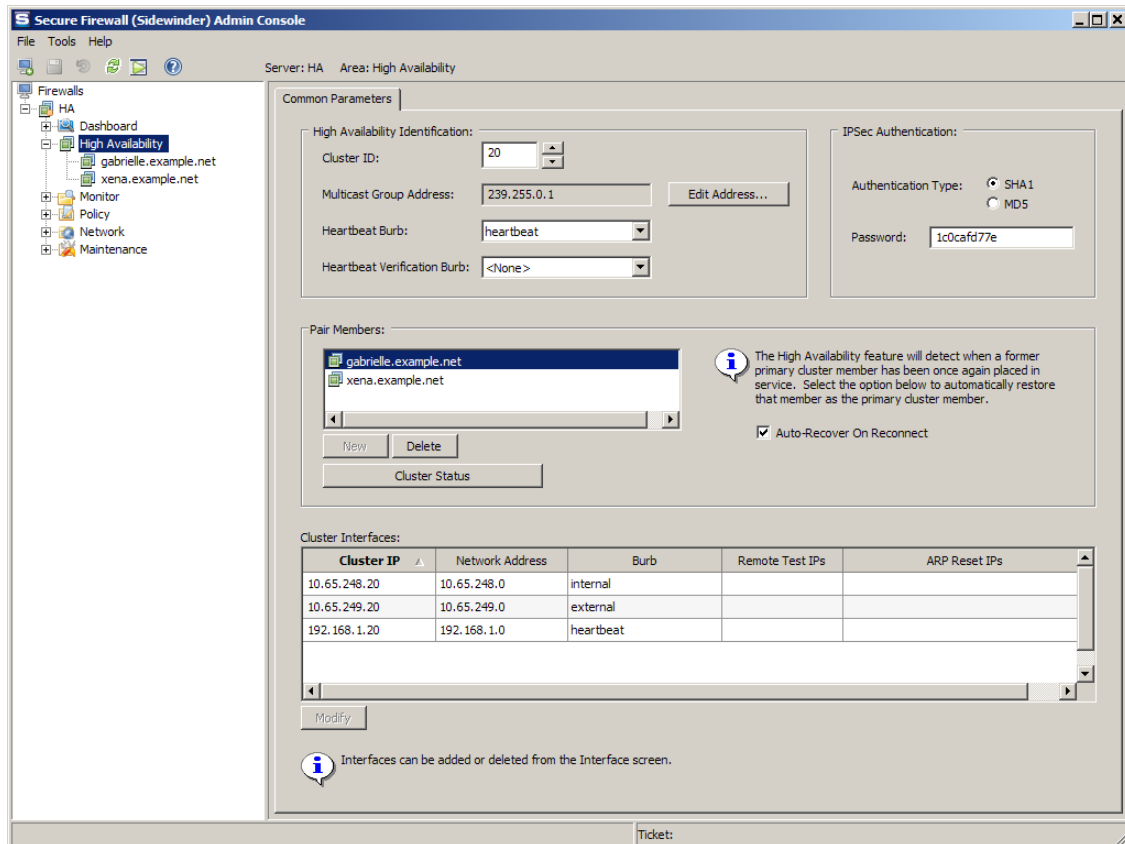 Secure Firewall (Sidewinder) Admin Console
File Tools Help
Server: HA Area: High Availability
Firewalls
HA
Dashboard
High Availability
gabrielle.example.net
xena.example.net
Monitor
Policy
Network
Maintenance
Common Parameters
High Availability Identification:
Cluster ID: 20
Multicast Group Address: 239.255.0.1 Edit Address...
Heartbeat Burb: heartbeat
Heartbeat Verification Burb: <None>
IPSec Authentication:
Authentication Type: SHA1
MD5
Password: 1c0cafd77e
Pair Members:
gabrielle.example.net
xena.example.net
New Delete
Cluster Status
The High Availability feature will detect when a former
primary cluster member has been once again placed in
service. Select the option below to automatically restore
that member as the primary cluster member.
Auto-Recover On Reconnect
Cluster Interfaces:
Cluster IP Network Address Burb Remote Test IPs ARP Reset IPs
10.65.248.20 10.65.248.0 internal
10.65.249.20 10.65.249.0 external
192.168.1.20 192.168.1.0 heartbeat
Modify
Interfaces can be added or deleted from the Interface screen.
Ticket: